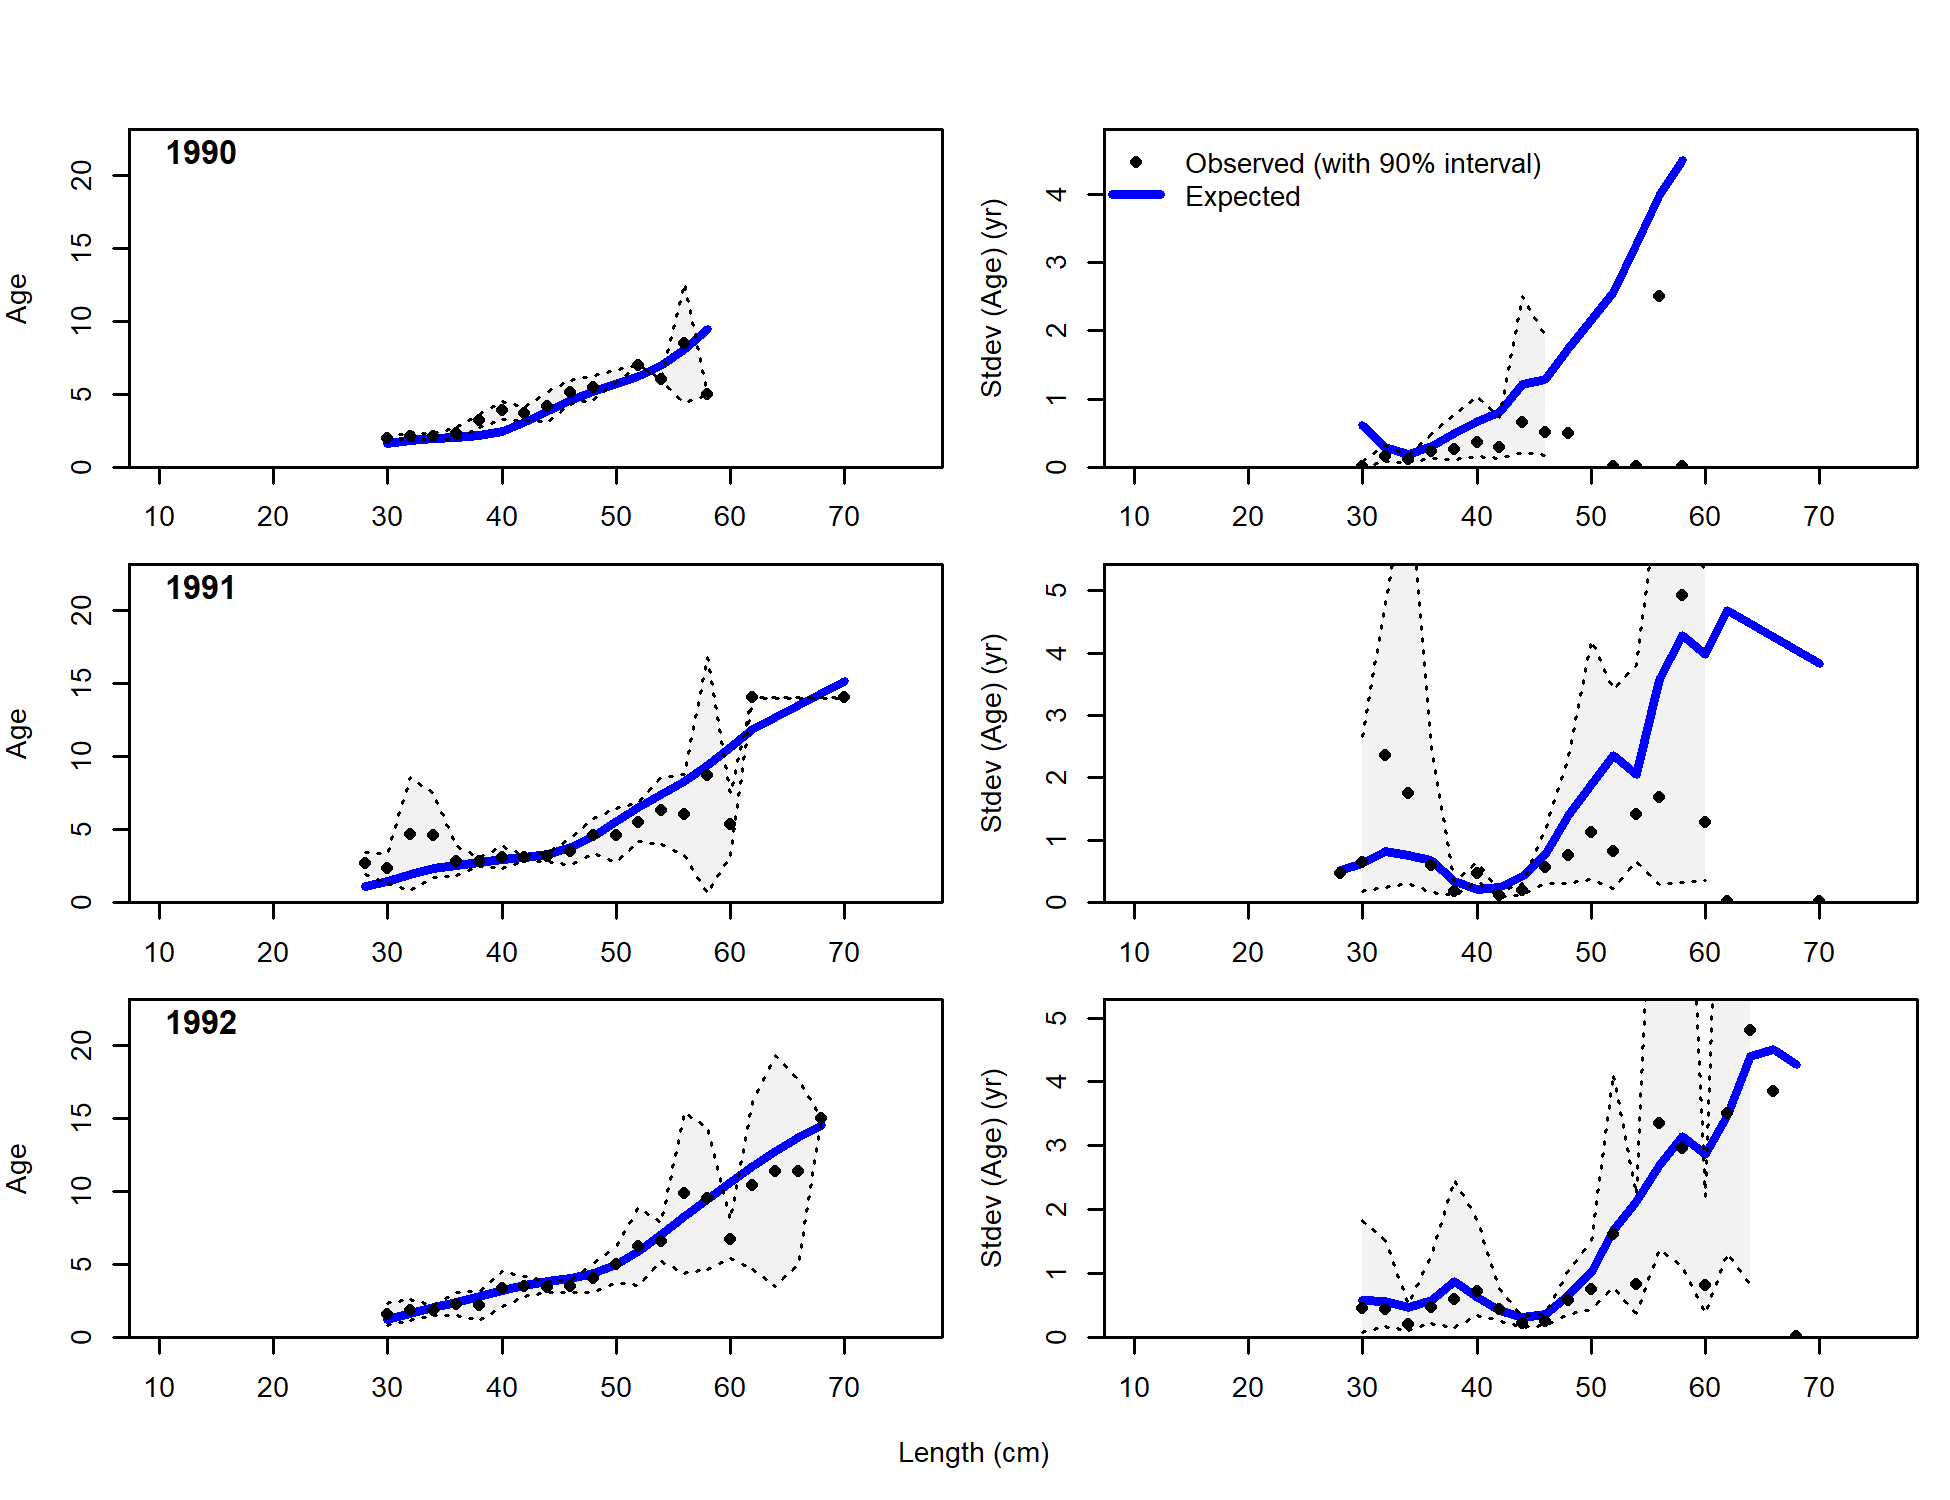 1990
Age
0 5 10 15 20
10 20 30 40 50 60 70
Observed (with 90% interval)
Expected
Stdev (Age) (yr)
0 1 2 3 4
10 20 30 40 50 60 70
1991
Age
0 5 10 15 20
10 20 30 40 50 60 70
Stdev (Age) (yr)
0 1 2 3 4 5
10 20 30 40 50 60 70
1992
Age
0 5 10 15 20
10 20 30 40 50 60 70
Stdev (Age) (yr)
0 1 2 3 4 5
10 20 30 40 50 60 70
Length (cm)